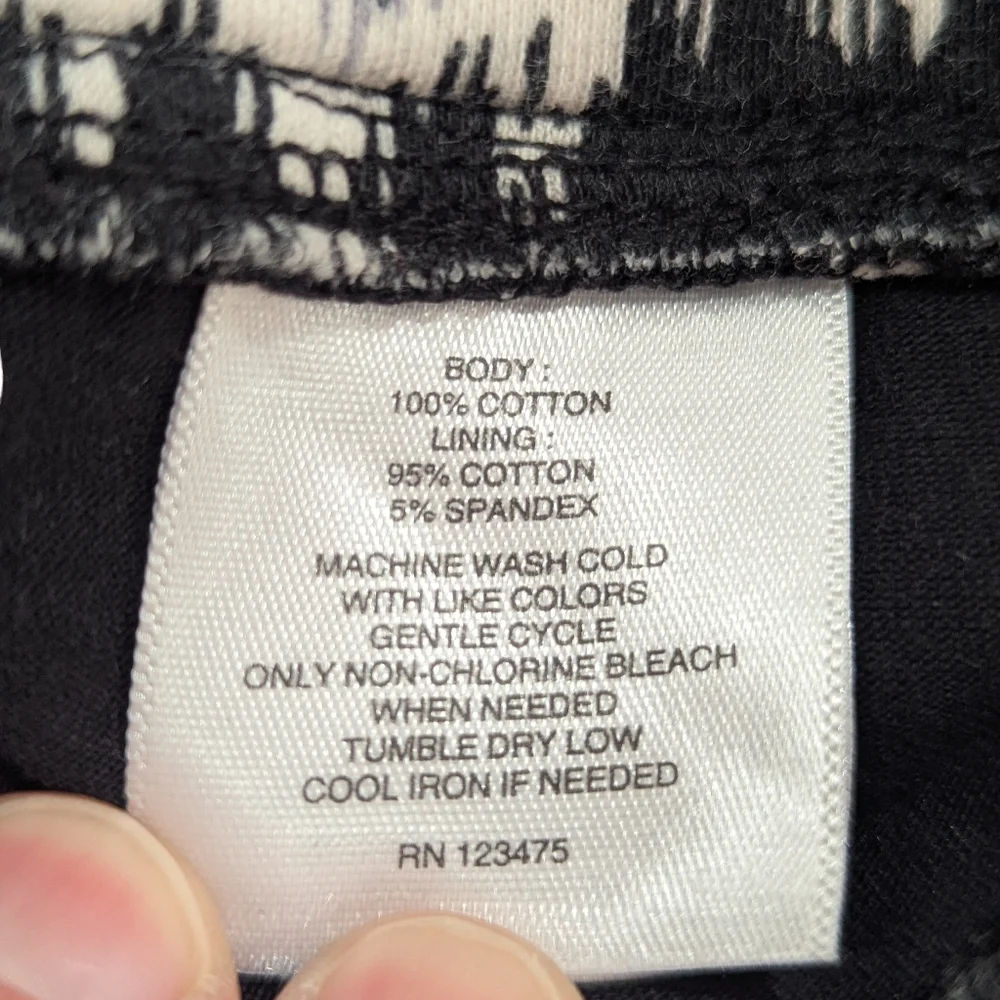 BODY :
100% COTTON
LINING :
95% COTTON
5% SPANDEX
MACHINE WASH COLD
WITH LIKE COLORS
GENTLE CYCLE
ONLY NON-CHLORINE BLEACH
WHEN NEEDED
TUMBLE DRY LOW
COOL IRON IF NEEDED
RN 123475